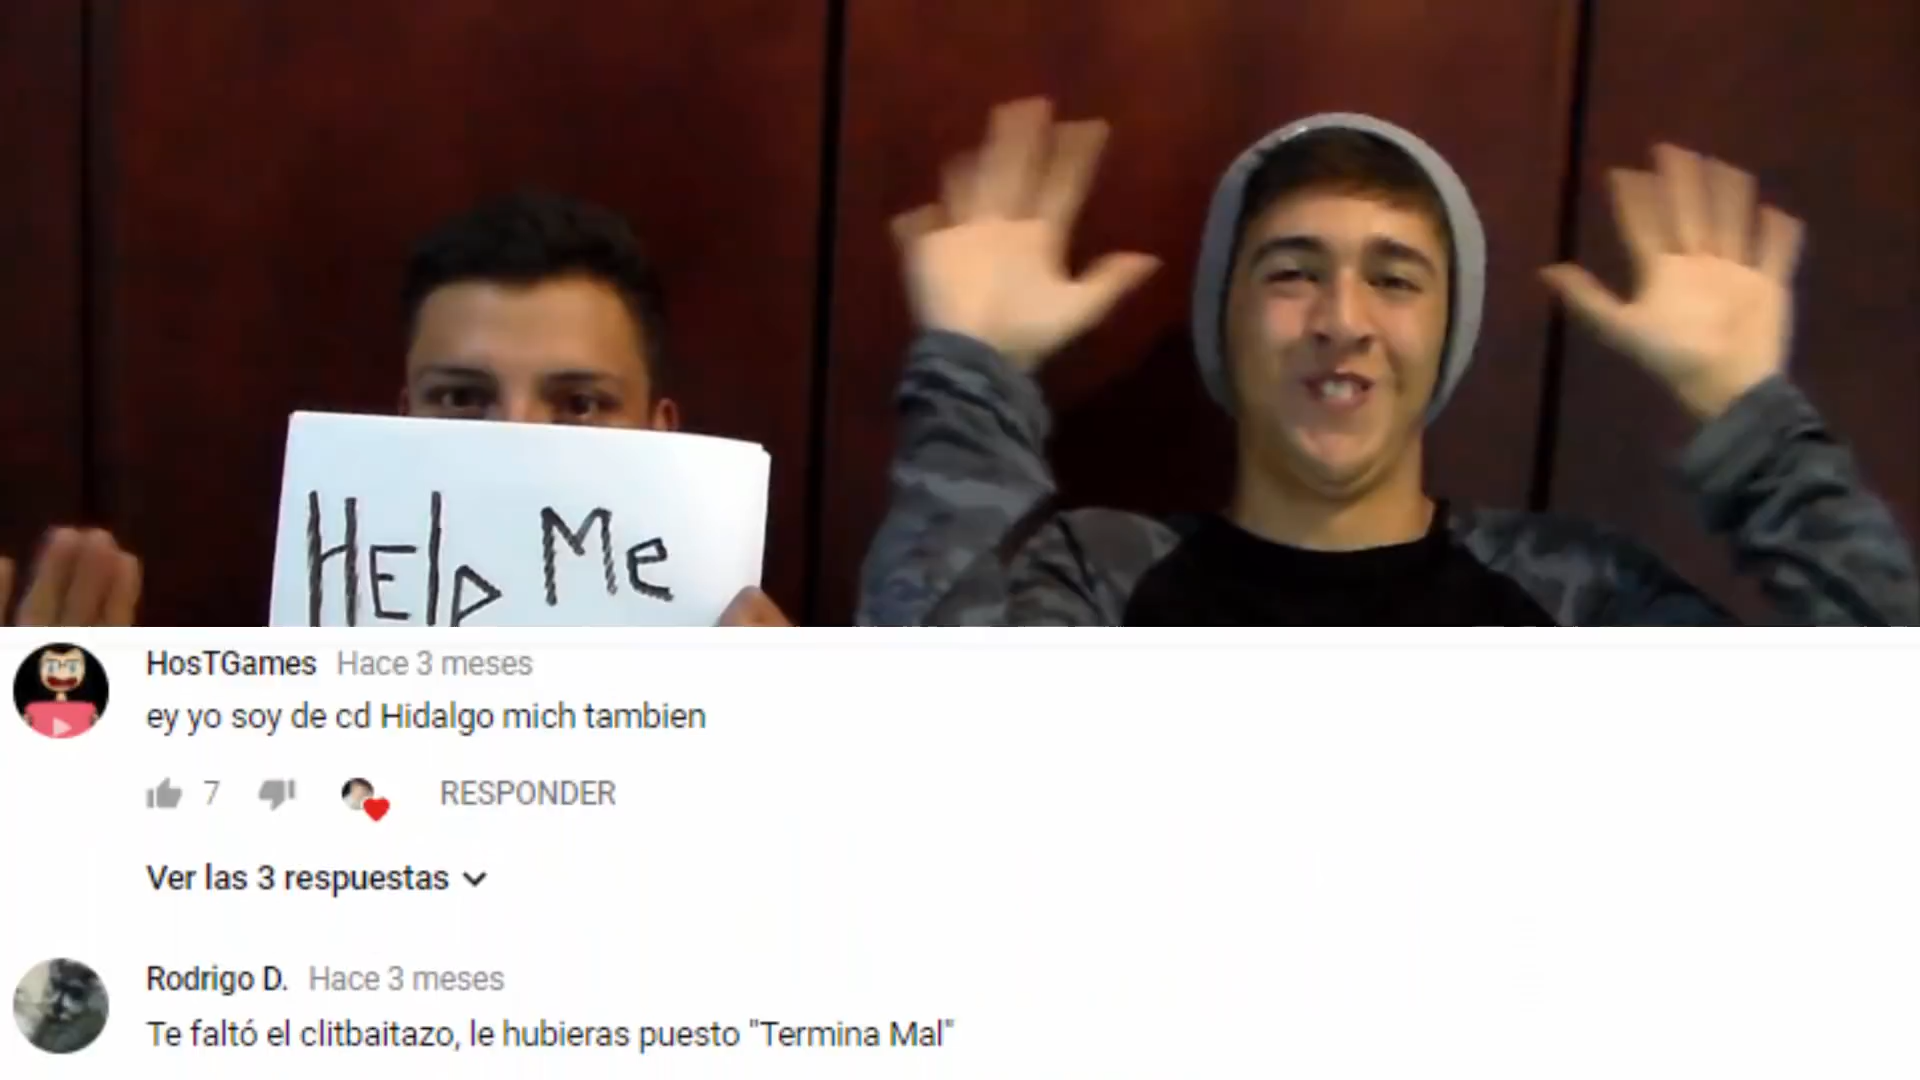 HElp Me
HosTGames Hace 3 meses
ey yo soy de cd Hidalgo mich tambien
7 RESPONDER
Ver las 3 respuestas
Rodrigo D. Hace 3 meses
Te faltó el clitbaitazo, le hubieras puesto "Termina Mal"